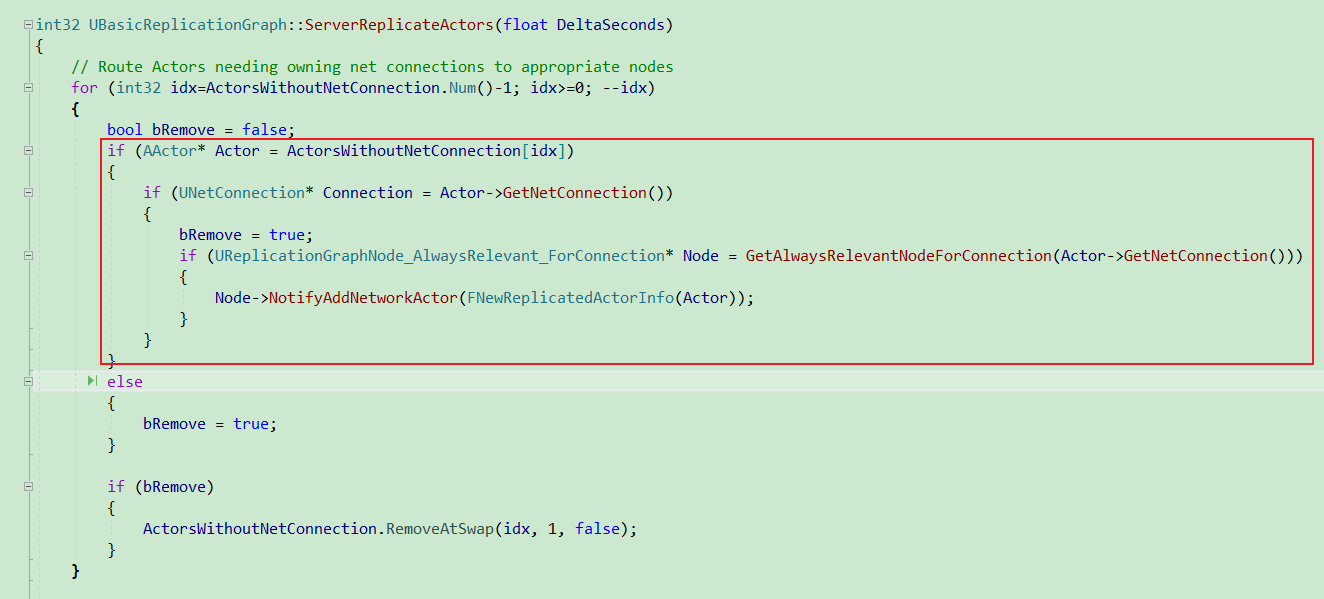 int32 UBasicReplicationGraph::ServerReplicateActors(float DeltaSeconds)
{
// Route Actors needing owning net connections to appropriate nodes
for (int32 idx=ActorsWithoutNetConnection.Num()-1; idx>=0; --idx)
{
bool bRemove = false;
if (AActor* Actor = ActorsWithoutNetConnection[idx])
{
if (UNetConnection* Connection = Actor->GetNetConnection())
{
bRemove = true;
if (UReplicationGraphNode_AlwaysRelevant_ForConnection* Node = GetAlwaysRelevantNodeForConnection(Actor->GetNetConnection()))
{
Node->NotifyAddNetworkActor(FNewReplicatedActorInfo(Actor));
}
}
}
else
{
bRemove = true;
}
if (bRemove)
{
ActorsWithoutNetConnection.RemoveAtSwap(idx, 1, false);
}
}